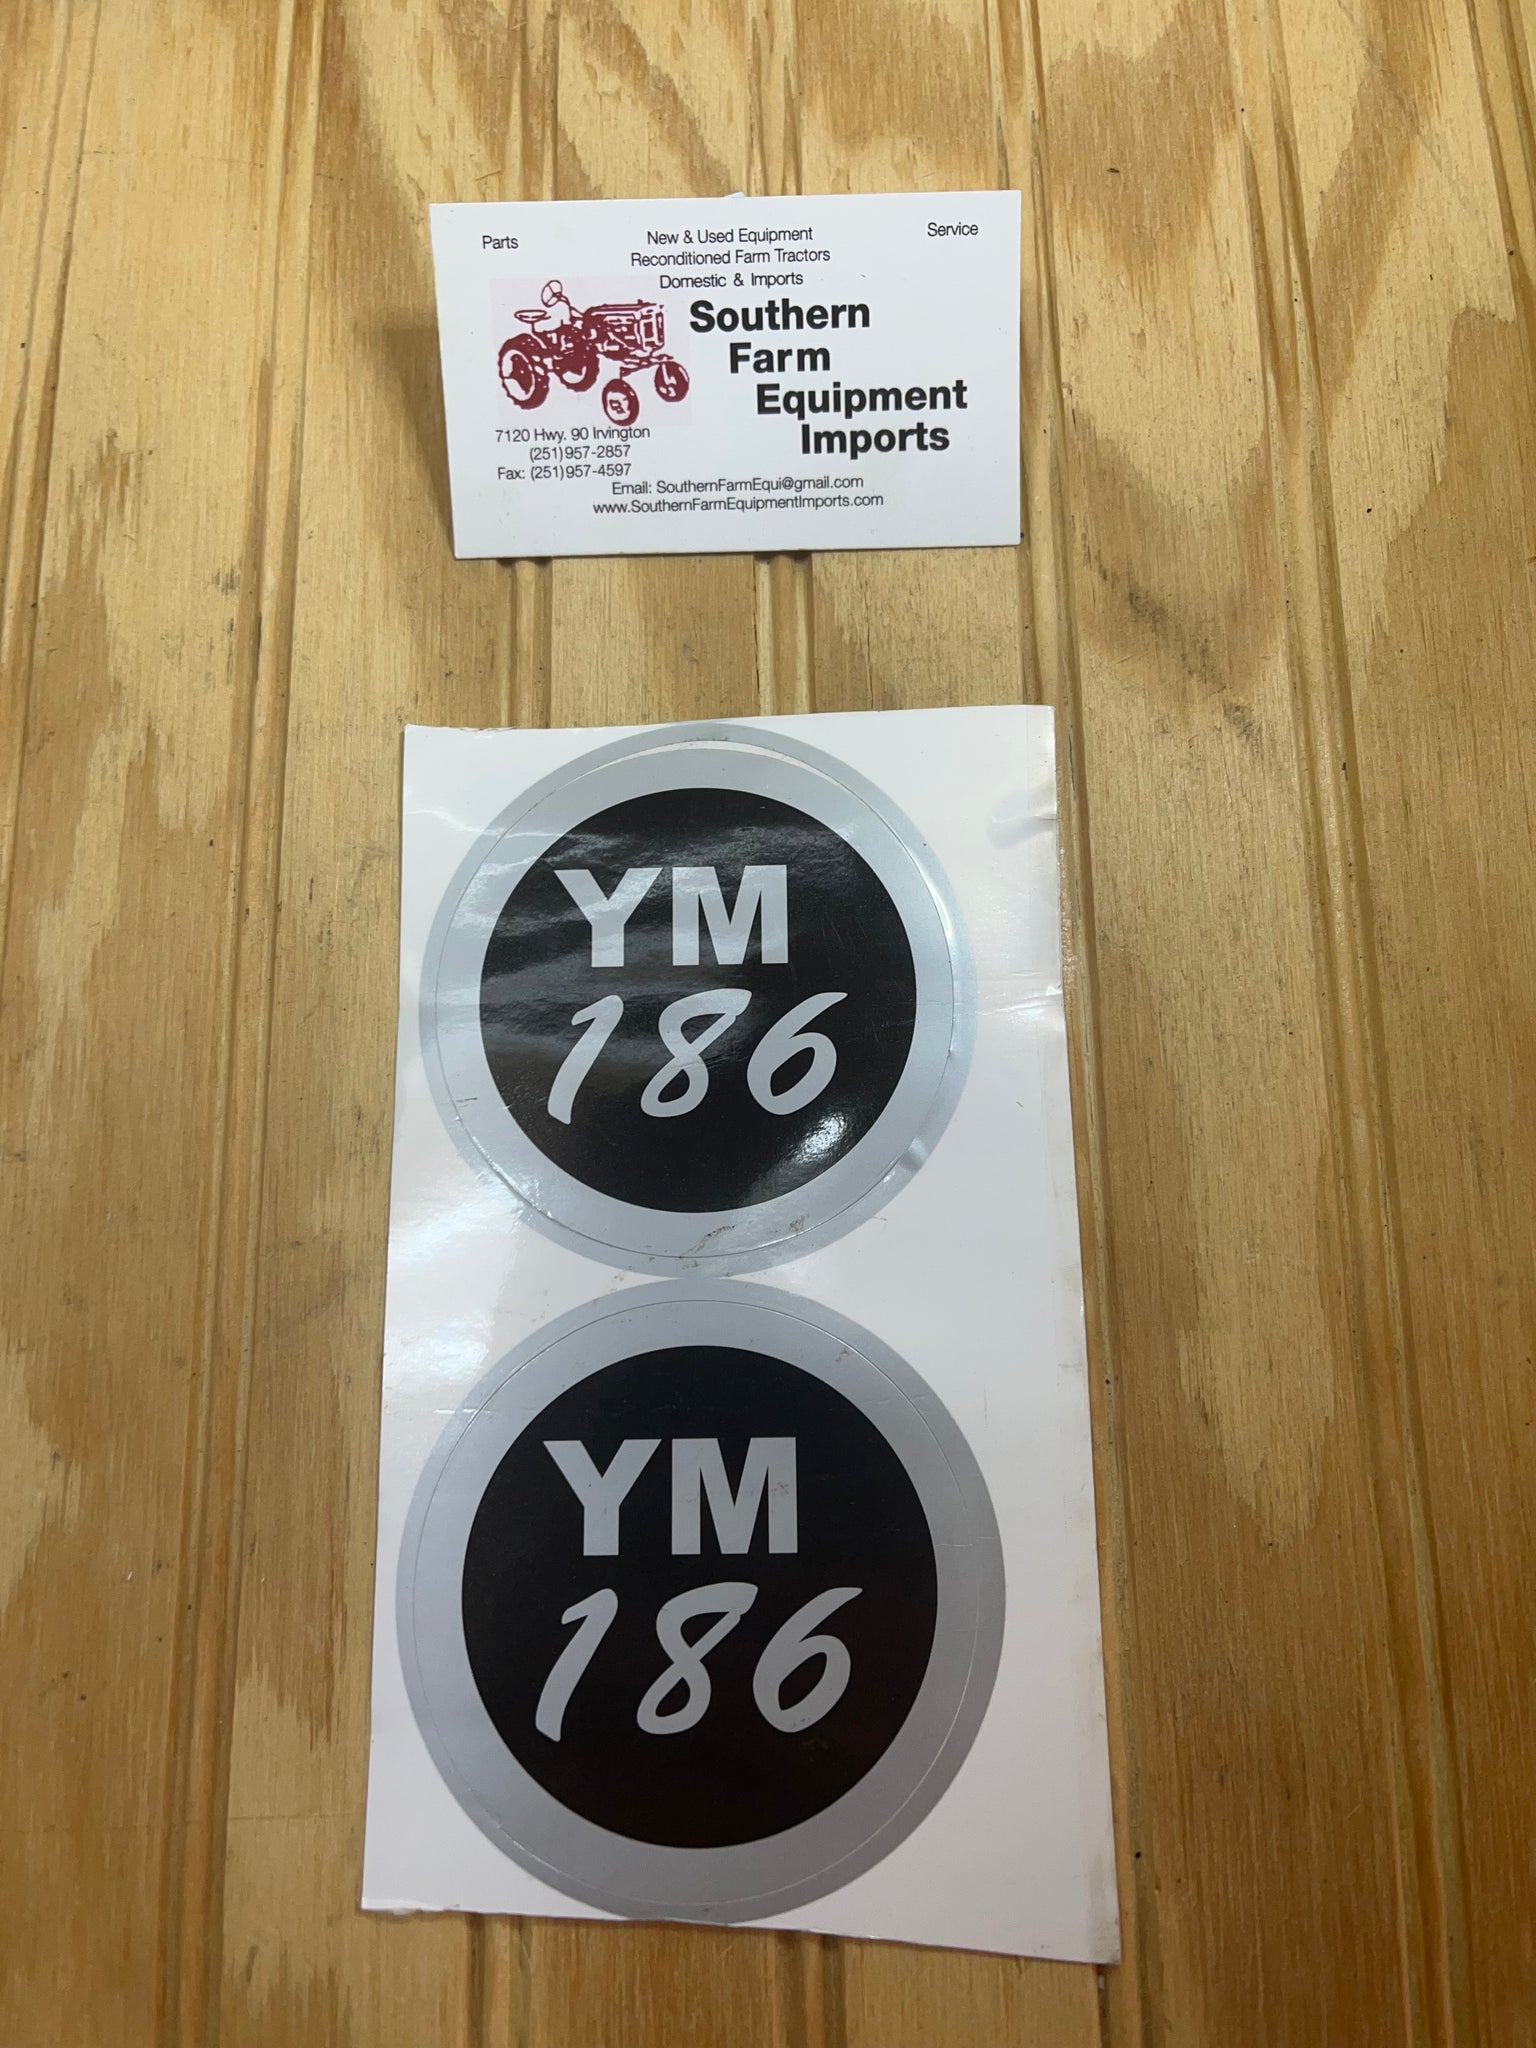 Parts
New & Used Equipment
Service
Reconditioned Farm Tractors
Domestic & Imports
Southern
Farm
Equipment
Imports
7120 Hwy. 90 Irvington
(251)957-2857
Fax: (251)957-4597
Email: SouthernFarmEqui@gmail.com
www.SouthernFarmEquipmentImports.com
YM
186
YM
186